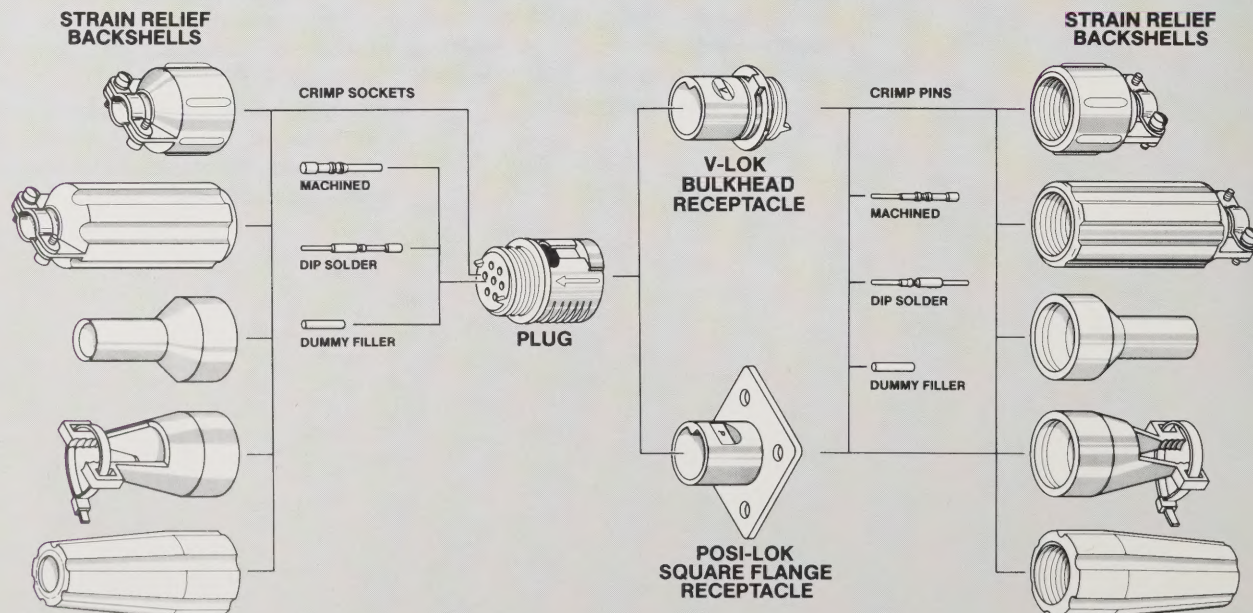 STRAIN RELIEF
BACKSHELLS
CRIMP SOCKETS
MACHINED
DIP SOLDER
DUMMY FILLER
PLUG
V-LOK
BULKHEAD
RECEPTACLE
P
POSI-LOK
SQUARE FLANGE
RECEPTACLE
CRIMP PINS
MACHINED
DIP SOLDER
DUMMY FILLER
STRAIN RELIEF
BACKSHELLS